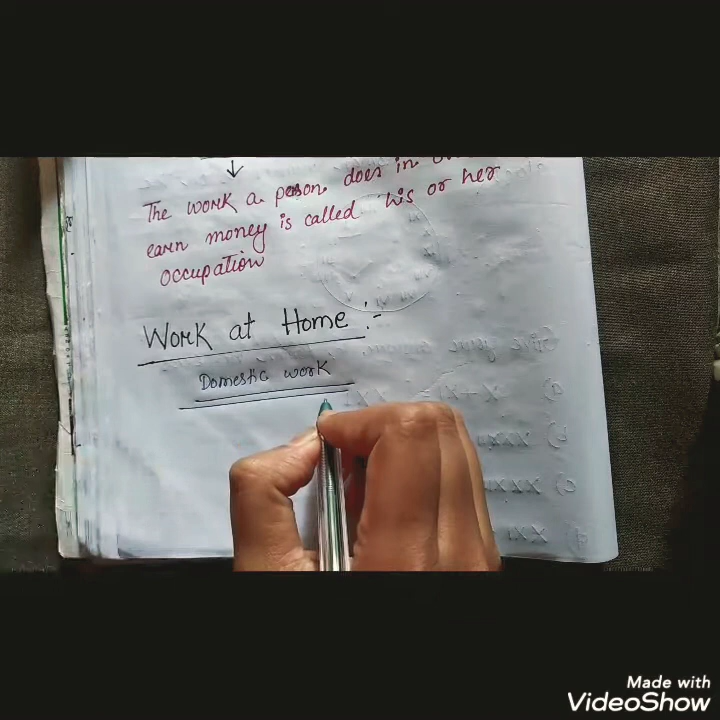 The work a person does in
earn money is called his or her
occupation
Work at Home :-
Domestic work
Made with
VideoShow